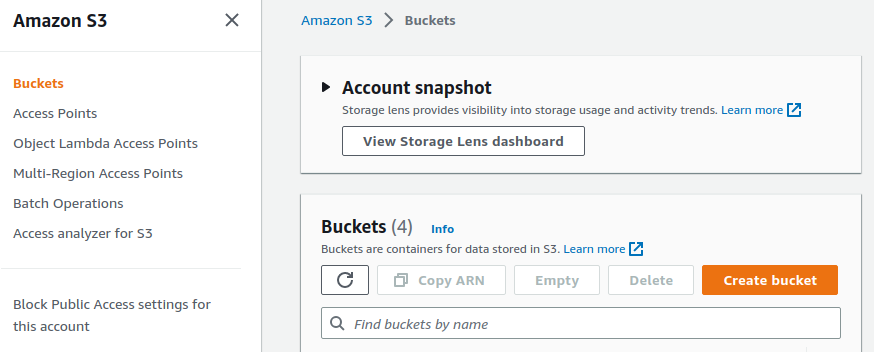 Amazon S3
Buckets
Access Points
Object Lambda Access Points
Multi-Region Access Points
Batch Operations
Access analyzer for S3
Block Public Access settings for
this account
Amazon S3 > Buckets
Account snapshot
Storage lens provides visibility into storage usage and activity trends. Learn more
View Storage Lens dashboard
Buckets (4) Info
Buckets are containers for data stored in S3. Learn more
Copy ARN Empty Delete Create bucket
Find buckets by name